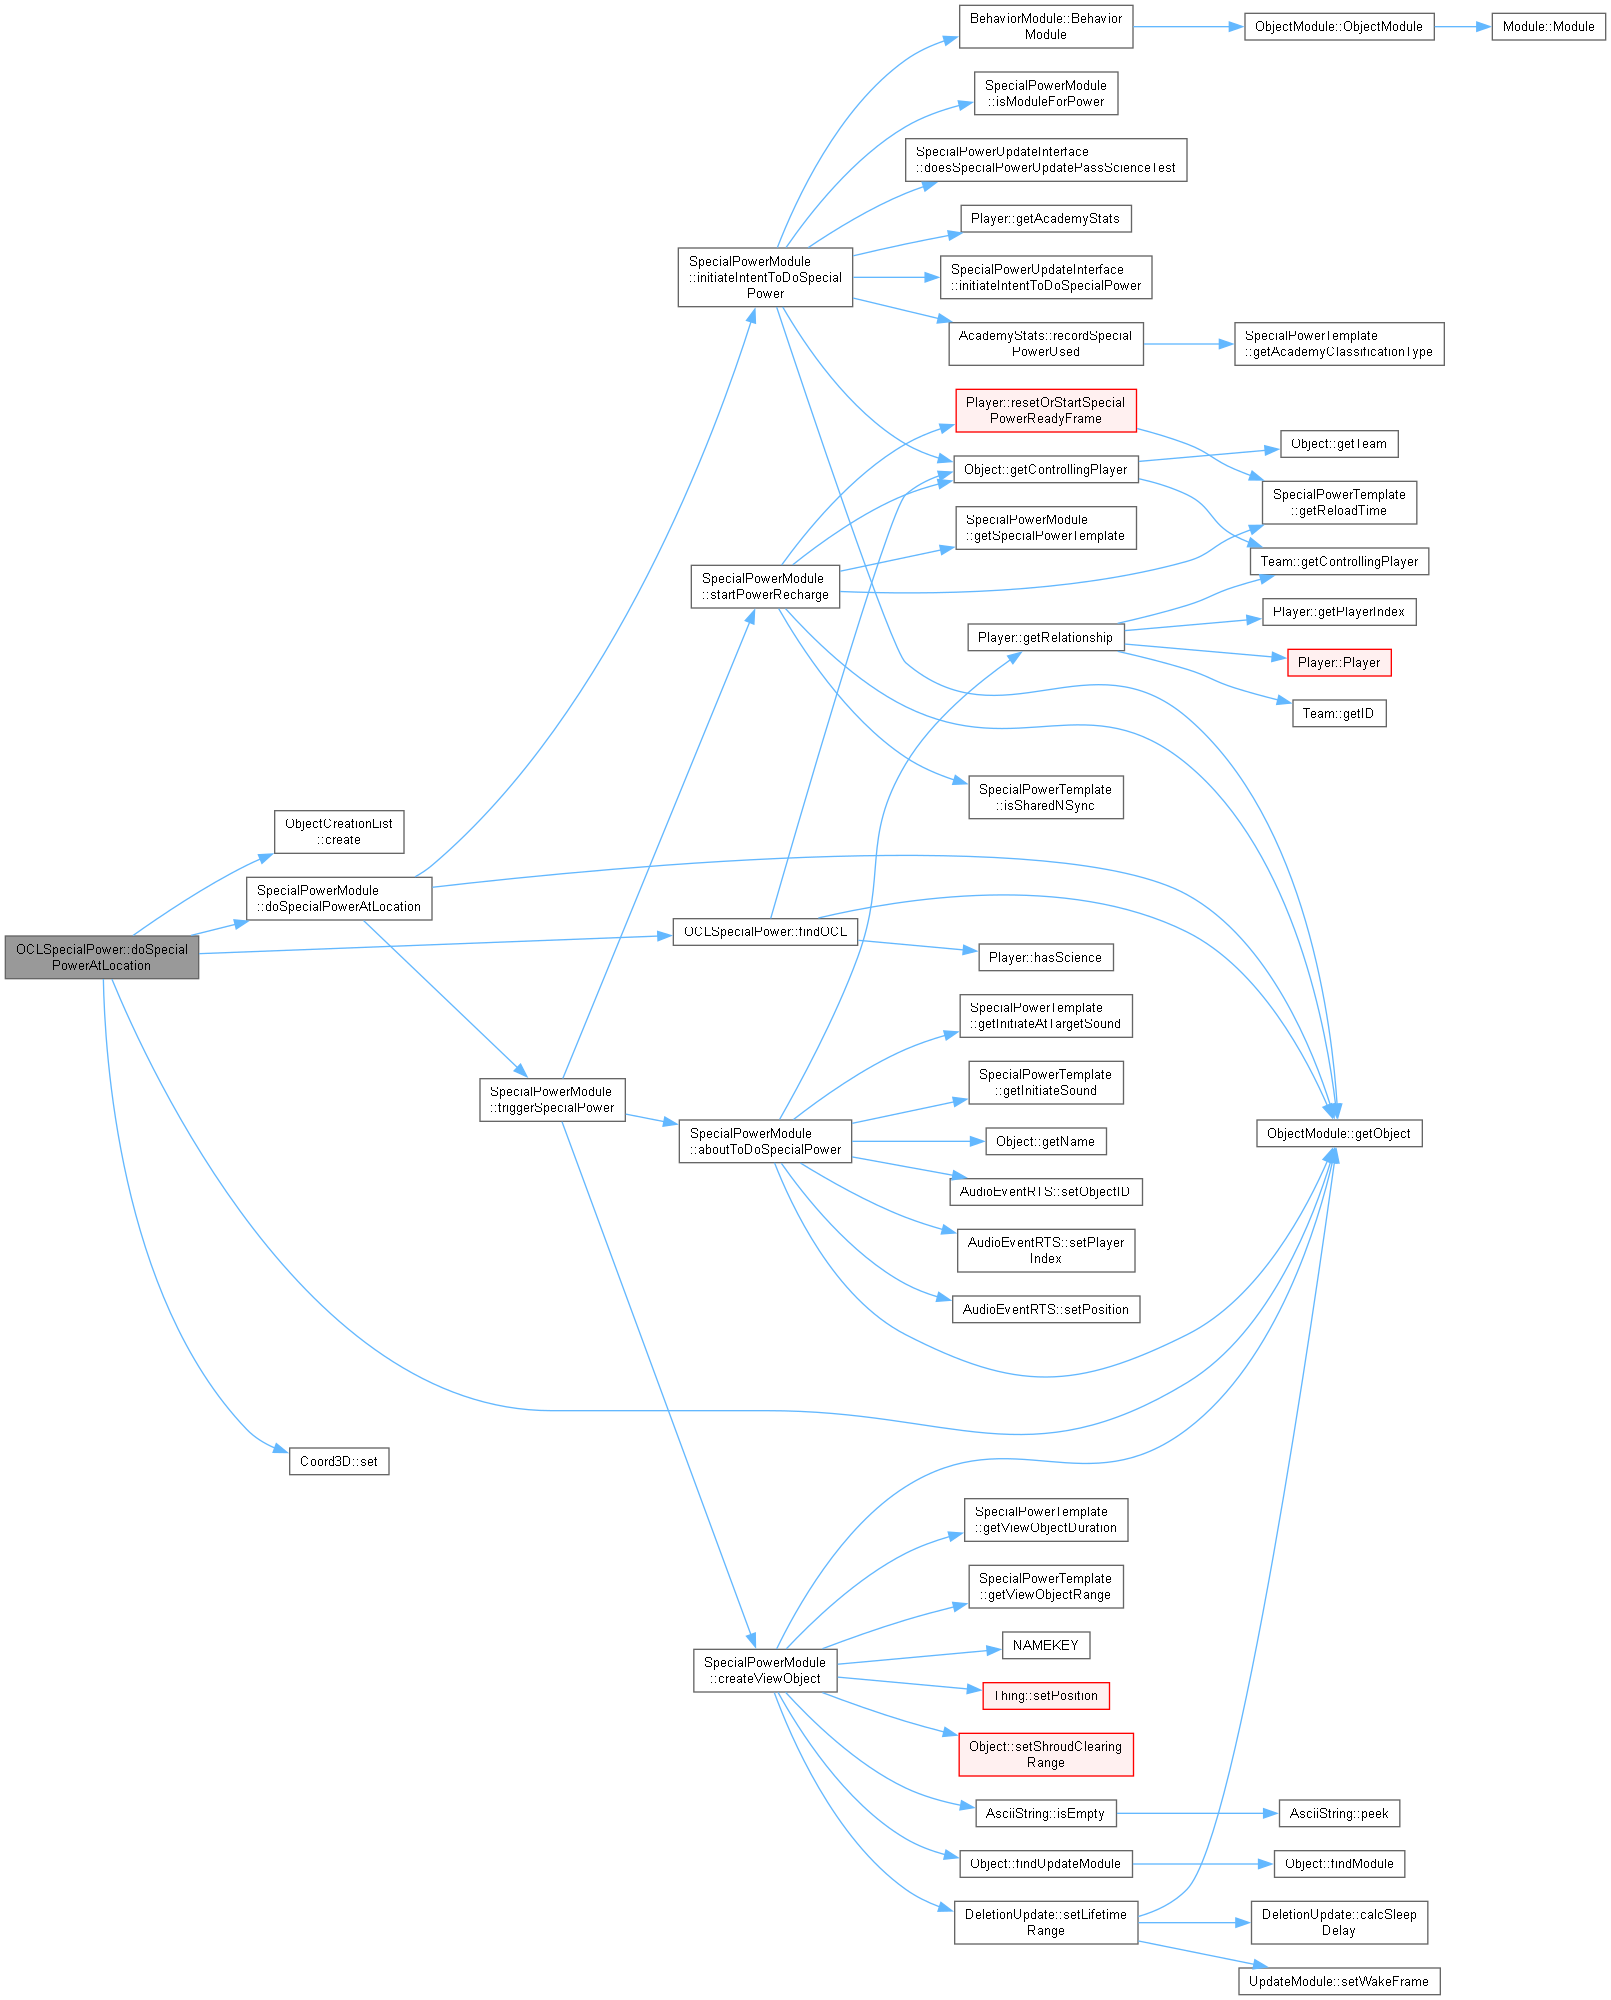 BehaviorModule::Behavior
Module
ObjectModule::ObjectModule
Module::Module
SpecialPowerModule
::isModuleForPower
SpecialPowerUpdateInterface
::doesSpecialPowerUpdatePassScienceTest
Player::getAcademyStats
SpecialPowerModule
::initiateIntentToDoSpecial
Power
SpecialPowerUpdateInterface
::initiateIntentToDoSpecialPower
AcademyStats::recordSpecial
PowerUsed
SpecialPowerTemplate
::getAcademyClassificationType
Player::resetOrStartSpecial
PowerReadyFrame
Object::getTeam
Object::getControllingPlayer
SpecialPowerTemplate
::getReloadTime
SpecialPowerModule
::getSpecialPowerTemplate
Team::getControllingPlayer
SpecialPowerModule
::startPowerRecharge
Player::getPlayerIndex
Player::getRelationship
Player::Player
Team::getID
SpecialPowerTemplate
::isSharedNSync
ObjectCreationList
::create
SpecialPowerModule
::doSpecialPowerAtLocation
OCLSpecialPower::findOCL
OCLSpecialPower::doSpecial
PowerAtLocation
Player::hasScience
SpecialPowerTemplate
::getInitiateAtTargetSound
SpecialPowerTemplate
::getInitiateSound
SpecialPowerModule
::triggerSpecialPower
SpecialPowerModule
::aboutToDoSpecialPower
Object::getName
ObjectModule::getObject
AudioEventRTS::setObjectID
AudioEventRTS::setPlayer
Index
AudioEventRTS::setPosition
Coord3D::set
SpecialPowerTemplate
::getViewObjectDuration
SpecialPowerTemplate
::getViewObjectRange
NAMEKEY
SpecialPowerModule
::createViewObject
Thing::setPosition
Object::setShroudClearing
Range
AsciiString::isEmpty
AsciiString::peek
Object::findUpdateModule
Object::findModule
DeletionUpdate::setLifetime
Range
DeletionUpdate::calcSleep
Delay
UpdateModule::setWakeFrame